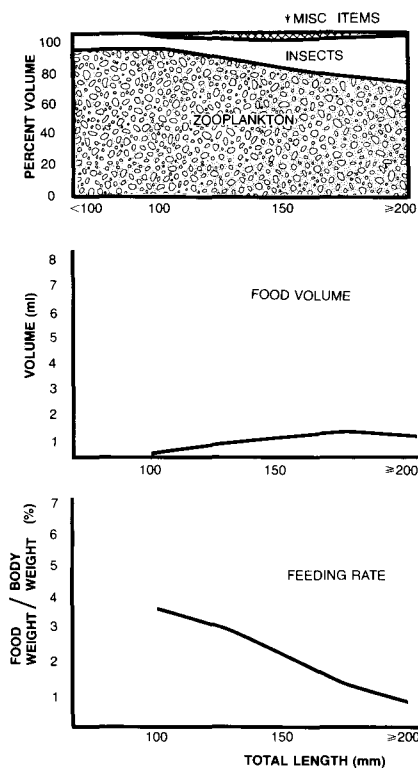 ↓MISC ITEMS
INSECTS
ZOOPLANKTON
PERCENT VOLUME
100
80
60
40
20
0
<100 100 150 ≥200
FOOD VOLUME
VOLUME (ml)
8
7
6
5
4
3
2
1
100 150 ≥200
FEEDING RATE
FOOD WEIGHT / BODY WEIGHT (%)
7
6
5
4
3
2
1
100 150 ≥200
TOTAL LENGTH (mm)